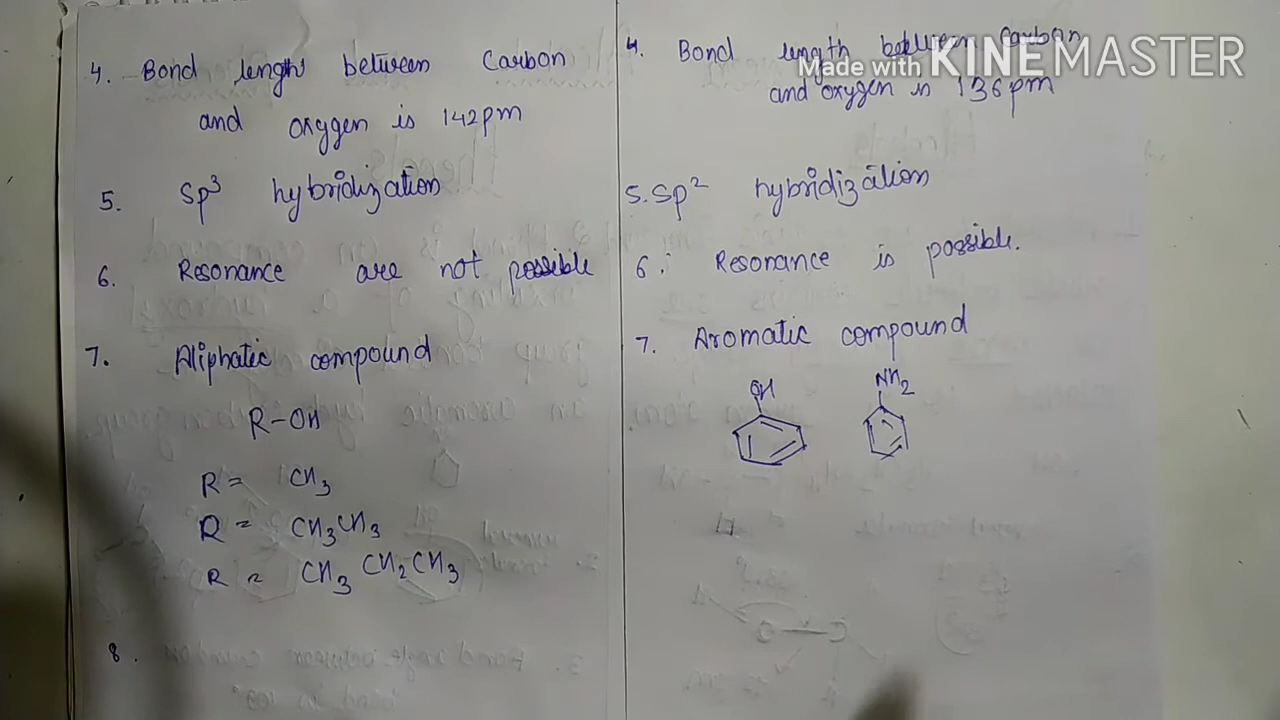 4. Bond length between Carbon
and oxygen is 142pm
5. Sp³ hybridization
6. Resonance are not possible
7. Aliphatic compound
R-OH
R = CH₃
R = CH₃CH₃
R = CH₃ CH₂ CH₃
8.
4. Bond length between carbon
and oxygen is 136pm
5. Sp² hybridization
6. Resonance is possible.
7. Aromatic compound
OH
NH₂
Made with KINEMASTER